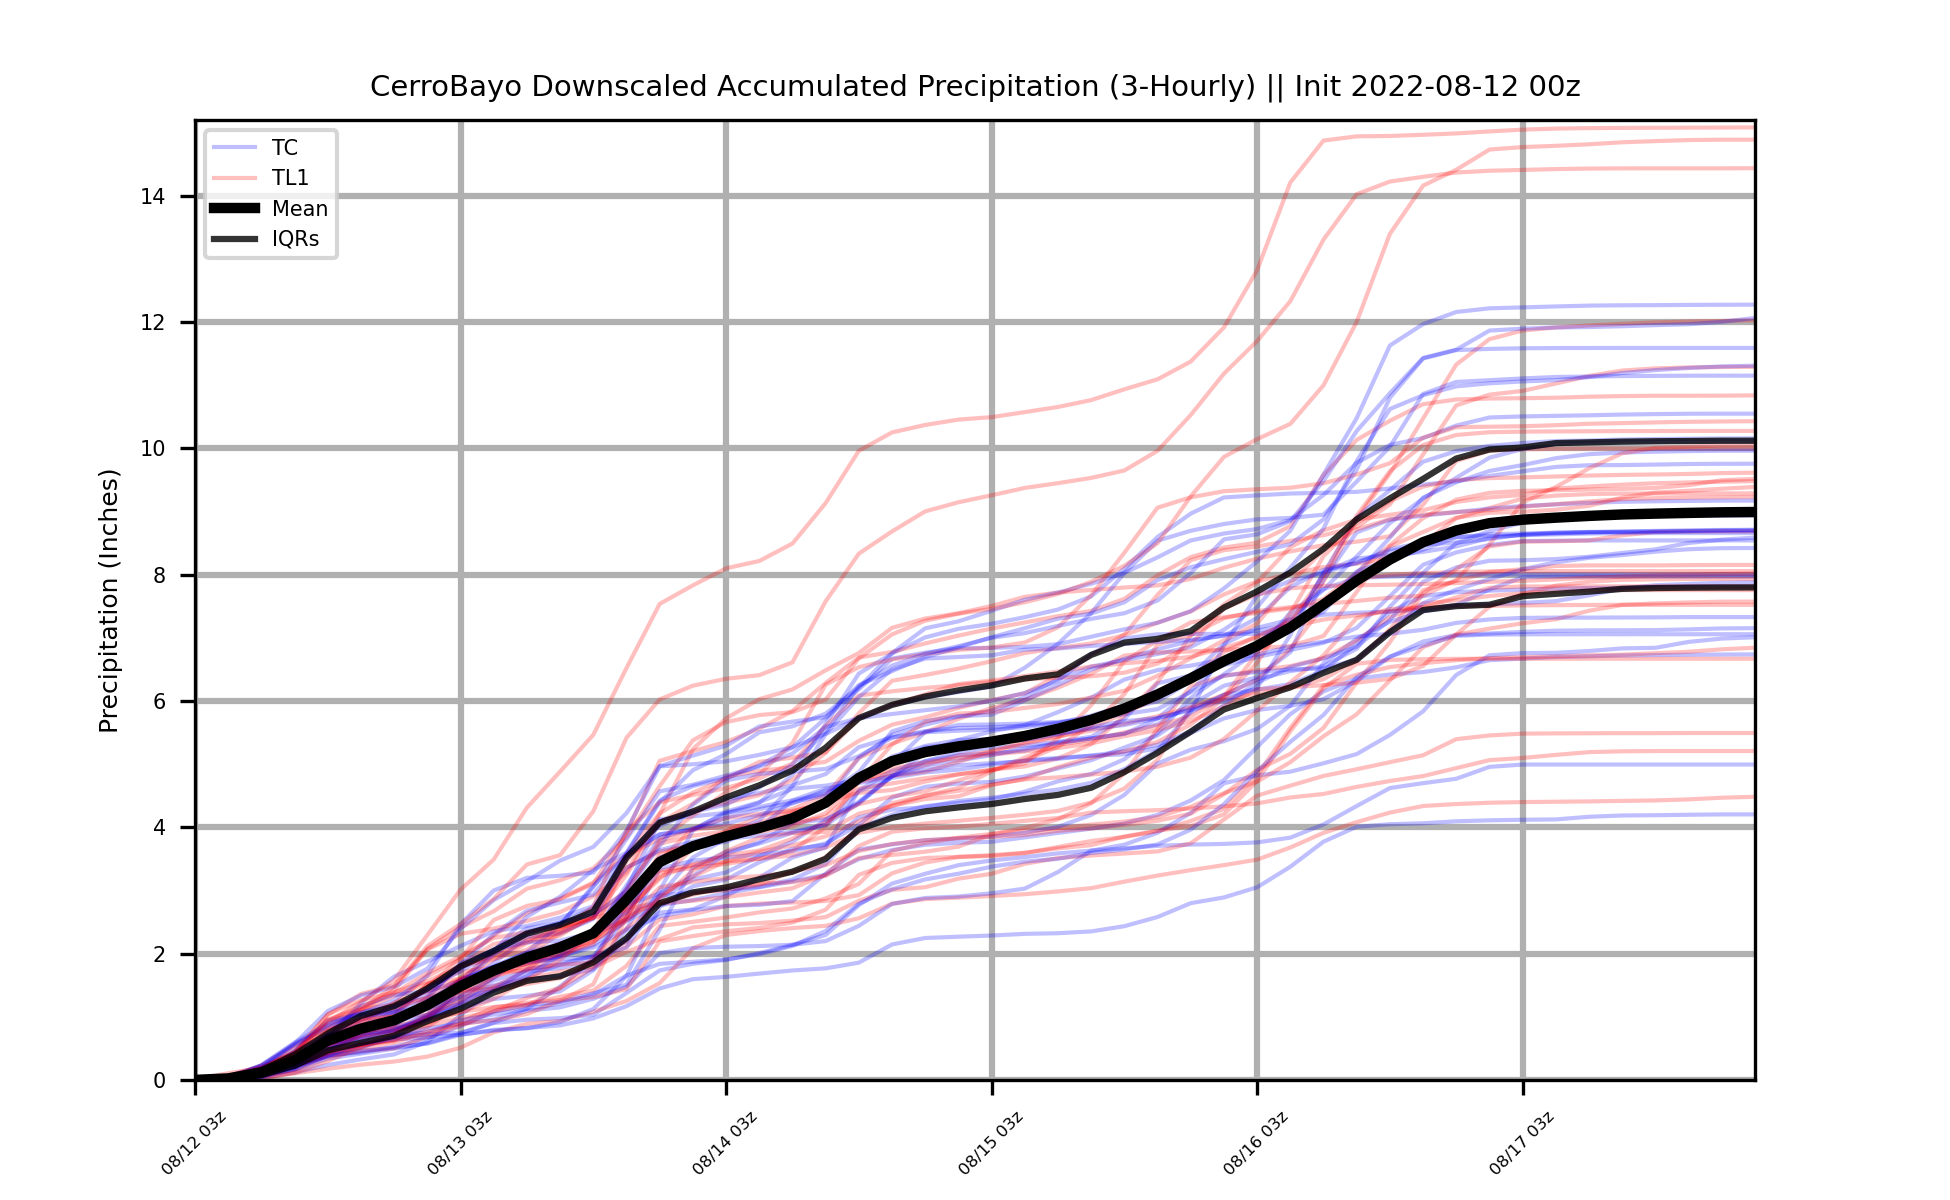 CerroBayo Downscaled Accumulated Precipitation (3-Hourly) || Init 2022-08-12 00z
TC
TL1
Mean
IQRs
Precipitation (Inches)
14
12
10
8
6
4
2
0
08/12 03z
08/13 03z
08/14 03z
08/15 03z
08/16 03z
08/17 03z